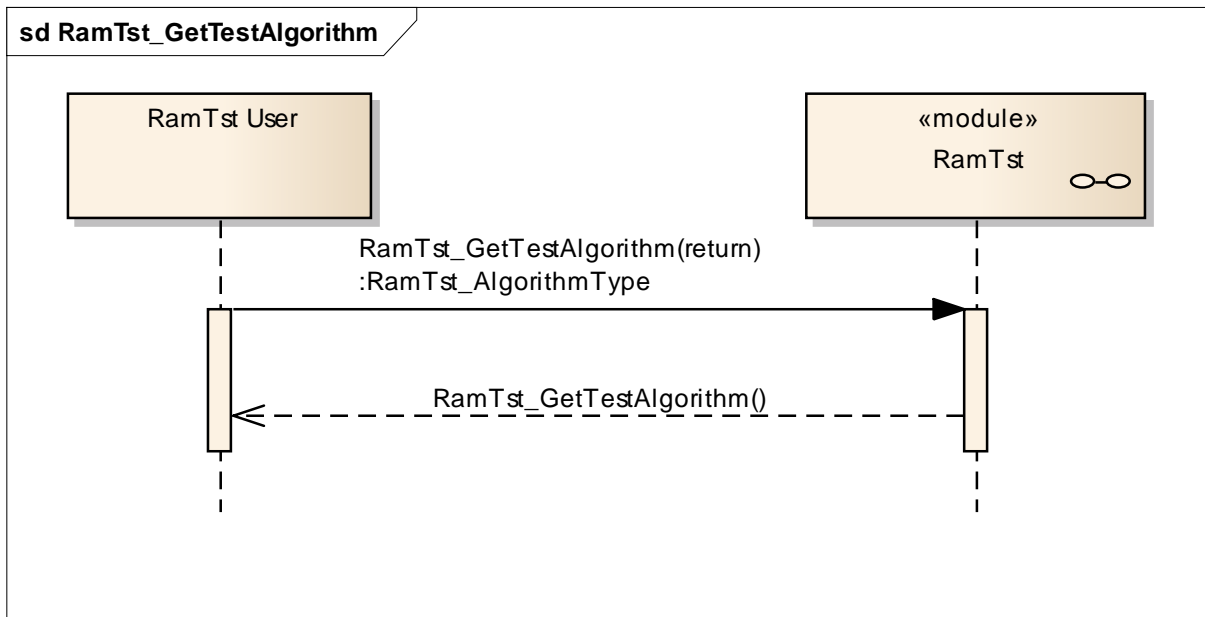 sd RamTst_GetTestAlgorithm
RamTst User
«module»
RamTst
RamTst_GetTestAlgorithm(return)
:RamTst_AlgorithmType
RamTst_GetTestAlgorithm()